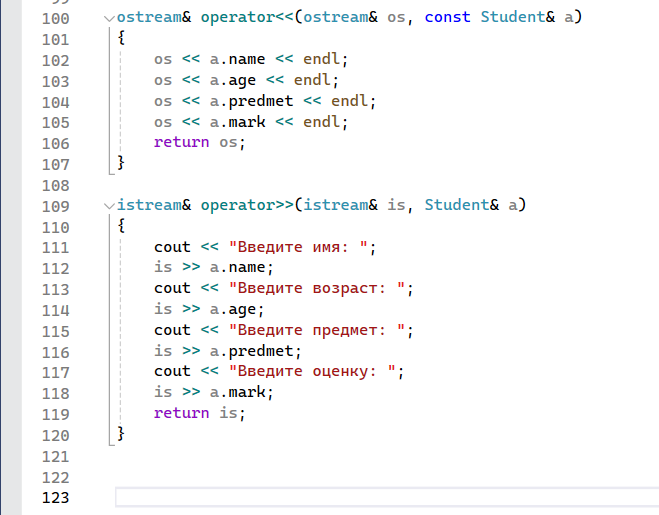 100 ostream& operator<<(ostream& os, const Student& a)
101 {
102     os << a.name << endl;
103     os << a.age << endl;
104     os << a.predmet << endl;
105     os << a.mark << endl;
106     return os;
107 }
108
109 istream& operator>>(istream& is, Student& a)
110 {
111     cout << "Введите имя: ";
112     is >> a.name;
113     cout << "Введите возраст: ";
114     is >> a.age;
115     cout << "Введите предмет: ";
116     is >> a.predmet;
117     cout << "Введите оценку: ";
118     is >> a.mark;
119     return is;
120 }
121
122
123